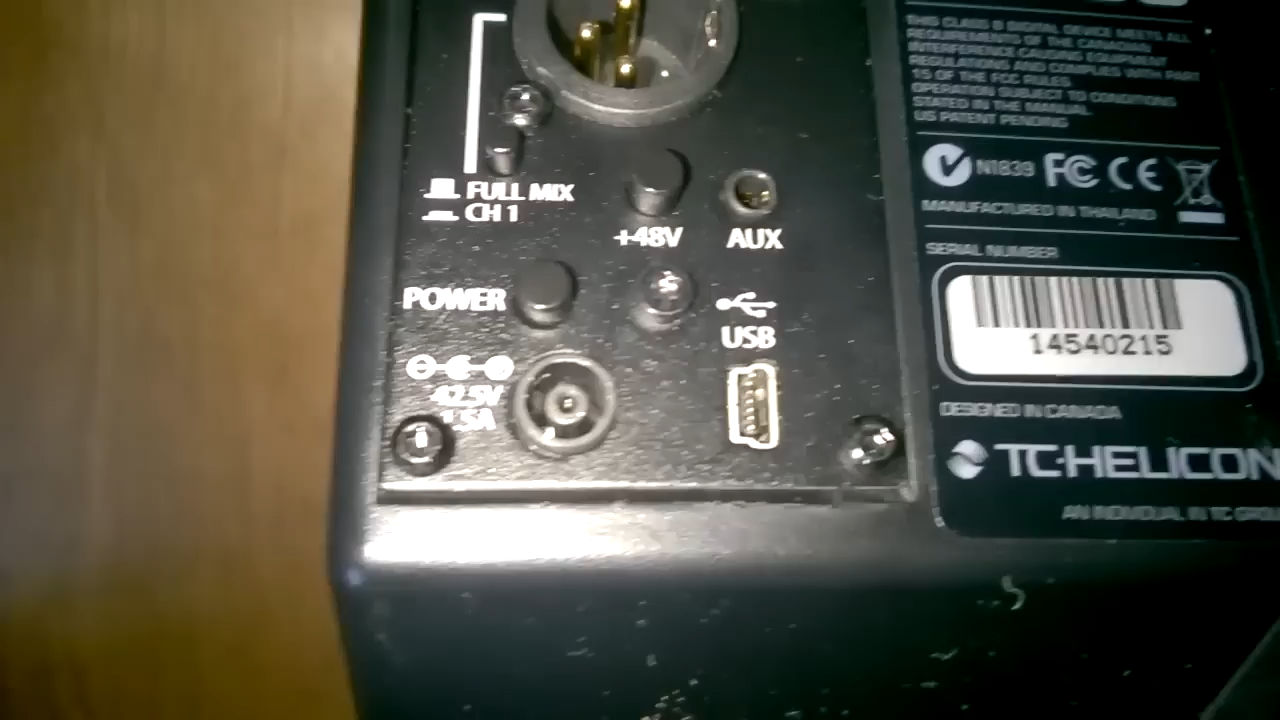 FULL MIX
CH 1
+48V
AUX
POWER
USB
42.5V
1.5A
THIS CLASS B DIGITAL DEVICE MEETS ALL
REQUIREMENTS OF THE CANADIAN
INTERFERENCE CAUSING EQUIPMENT
REGULATIONS AND COMPLIES WITH PART
15 OF THE FCC RULES
OPERATION SUBJECT TO CONDITIONS
STATED IN THE MANUAL.
US PATENT PENDING
N1839 FC CE
MANUFACTURED IN THAILAND
SERIAL NUMBER
14540215
DESIGNED IN CANADA
TC·HELICON
AN INDIVIDUAL IN TC